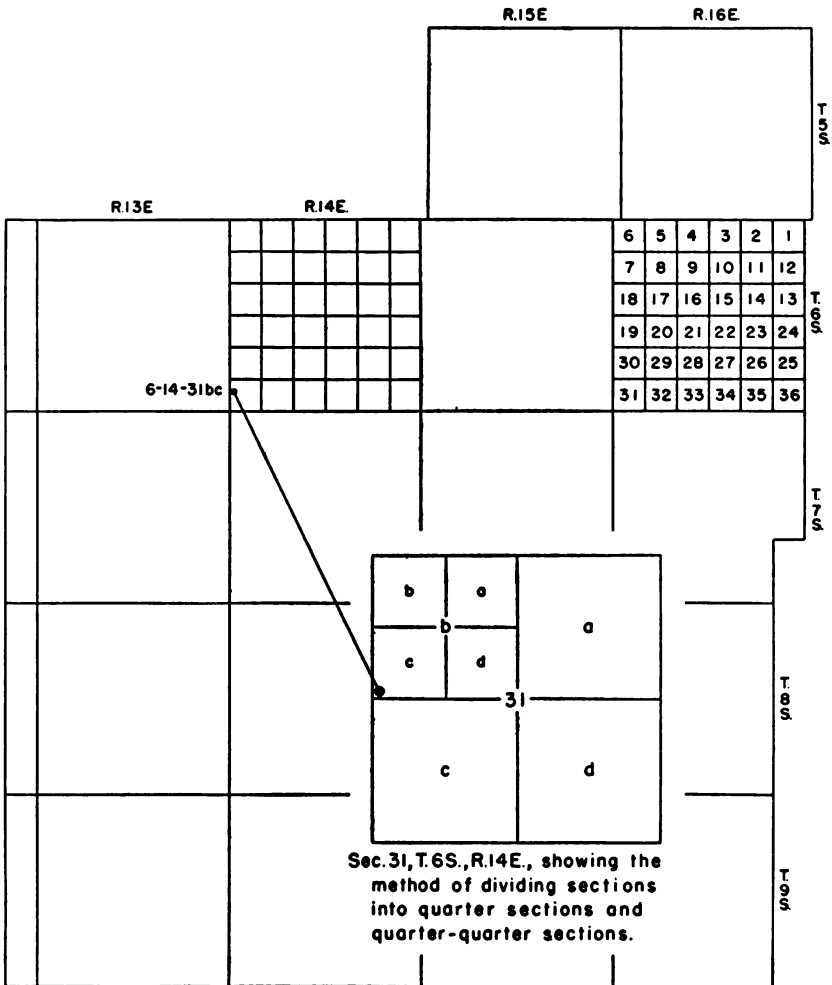 R.15E
R.16E.
T.5S.
R.13E
R.14E.
6 5 4 3 2 1
7 8 9 10 11 12
18 17 16 15 14 13
T.6S.
19 20 21 22 23 24
30 29 28 27 26 25
6-14-31bc
31 32 33 34 35 36
T.7S.
b a
b a
c d
31
T.8S.
c d
Sec.31,T.6S.,R.14E., showing the
method of dividing sections
into quarter sections and
quarter-quarter sections.
T.9S.